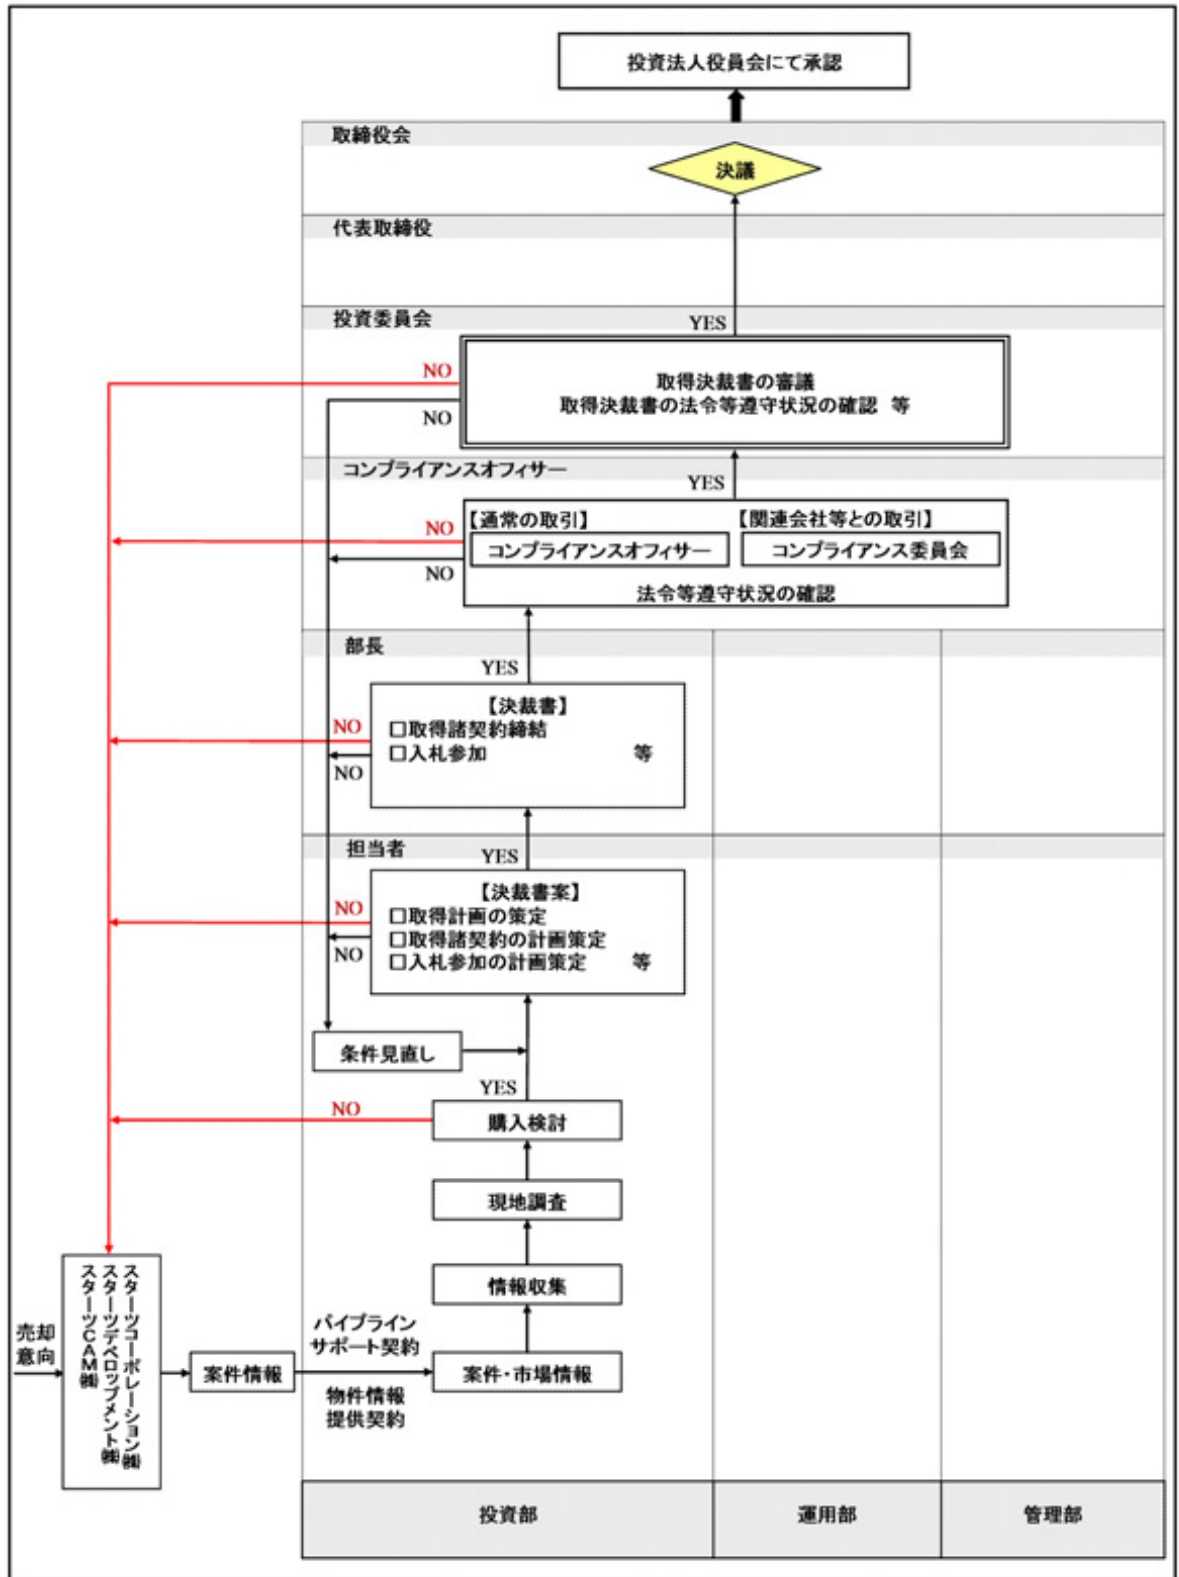 投資法人役員会にて承認
取締役会
決議
代表取締役
投資委員会
YES
NO
取得決裁書の審議
取得決裁書の法令等遵守状況の確認 等
NO
コンプライアンスオフィサー
YES
【通常の取引】
【関連会社等との取引】
NO
コンプライアンスオフィサー
コンプライアンス委員会
NO
法令等遵守状況の確認
部長
YES
【決裁書】
NO
□取得諸契約締結
□入札参加 等
NO
担当者
YES
【決裁書案】
NO
□取得計画の策定
□取得諸契約の計画策定
NO
□入札参加の計画策定 等
条件見直し
YES
NO
購入検討
現地調査
情報収集
売却
意向
スターツコーポレーション㈱
スターツデベロップメント㈱
スターツCAM㈱
案件情報
パイプライン
サポート契約
物件情報
提供契約
案件・市場情報
投資部
運用部
管理部